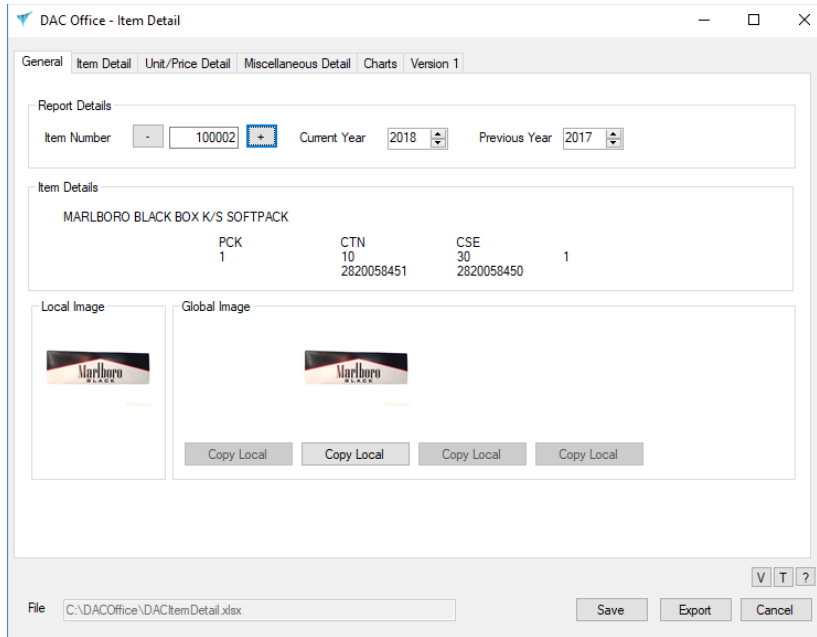 DAC Office - Item Detail
General Item Detail Unit/Price Detail Miscellaneous Detail Charts Version 1
Report Details
Item Number - 100002 + Current Year 2018 Previous Year 2017
Item Details
MARLBORO BLACK BOX K/S SOFTPACK
PCK CTN CSE
1 10 30 1
2820058451 2820058450
Local Image Global Image
Marlboro Marlboro
BLACK BLACK
Copy Local Copy Local Copy Local Copy Local
V T ?
File C:\DACOffice\DACItemDetail.xlsx Save Export Cancel